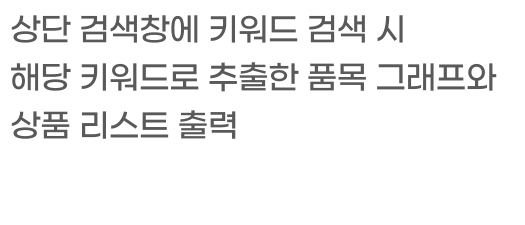 상단 검색창에 키워드 검색 시
해당 키워드로 추출한 품목 그래프와
상품 리스트 출력